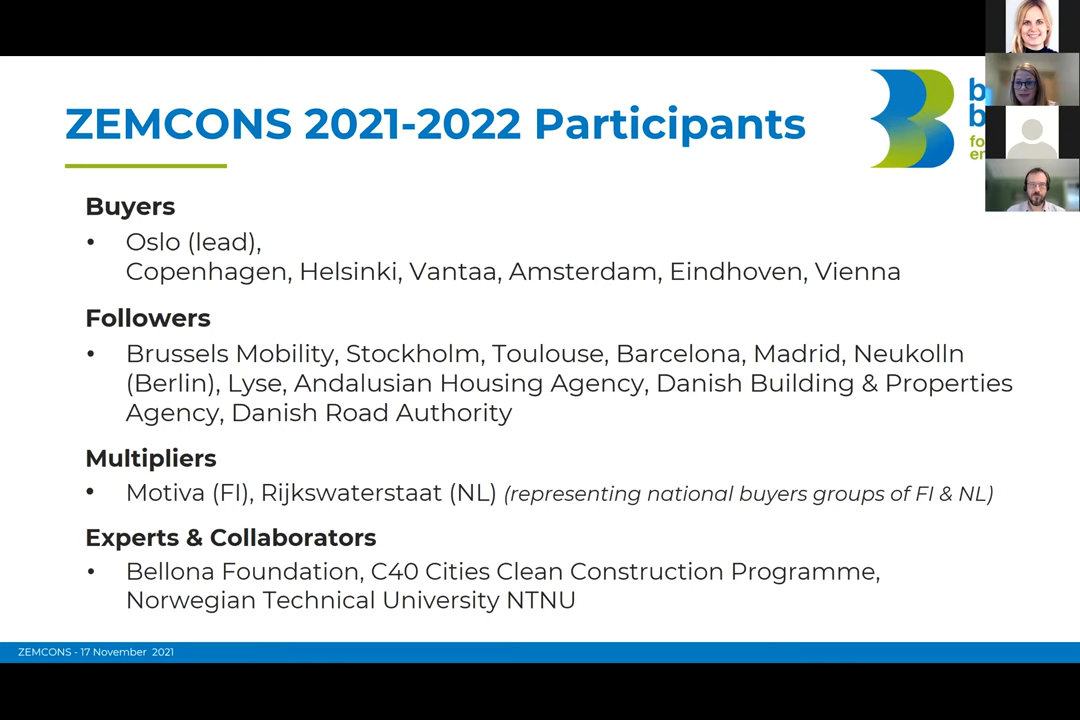 ZEMCONS 2021-2022 Participants
b
b
fo
en
Buyers
• Oslo (lead),
Copenhagen, Helsinki, Vantaa, Amsterdam, Eindhoven, Vienna
Followers
• Brussels Mobility, Stockholm, Toulouse, Barcelona, Madrid, Neukolln
(Berlin), Lyse, Andalusian Housing Agency, Danish Building & Properties
Agency, Danish Road Authority
Multipliers
• Motiva (FI), Rijkswaterstaat (NL) (representing national buyers groups of FI & NL)
Experts & Collaborators
• Bellona Foundation, C40 Cities Clean Construction Programme,
Norwegian Technical University NTNU
ZEMCONS - 17 November 2021